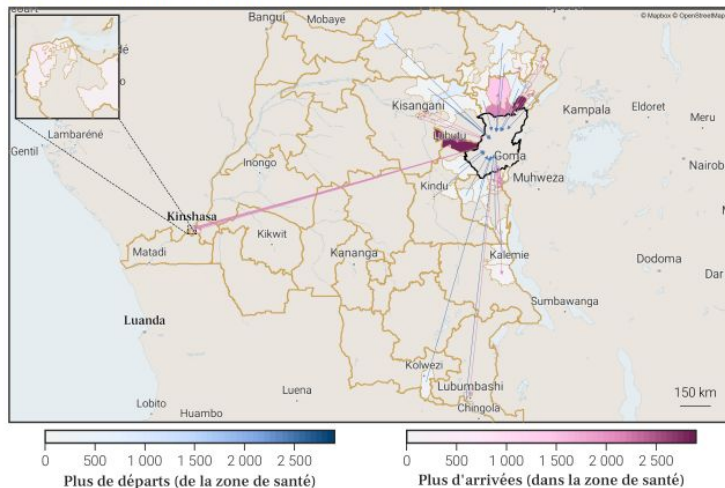 © Mapbox © OpenStreetMap
Bangui
Mobaye
Kisangani
Kampala
Eldoret
Meru
Lambaréné
Gentil
Lubutu
Goma
Nairob
Inongo
Kindu
Muhweza
Kinshasa
Matadi
Kikwit
Kananga
Kalemie
Dodoma
Dar
Sumbawanga
Luanda
Kolwezi
Lubumbashi
Luena
Lobito
Huambo
Chingola
150 km
0 500 1 000 1 500 2 000 2 500
Plus de départs (de la zone de santé)
0 500 1 000 1 500 2 000 2 500
Plus d'arrivées (dans la zone de santé)